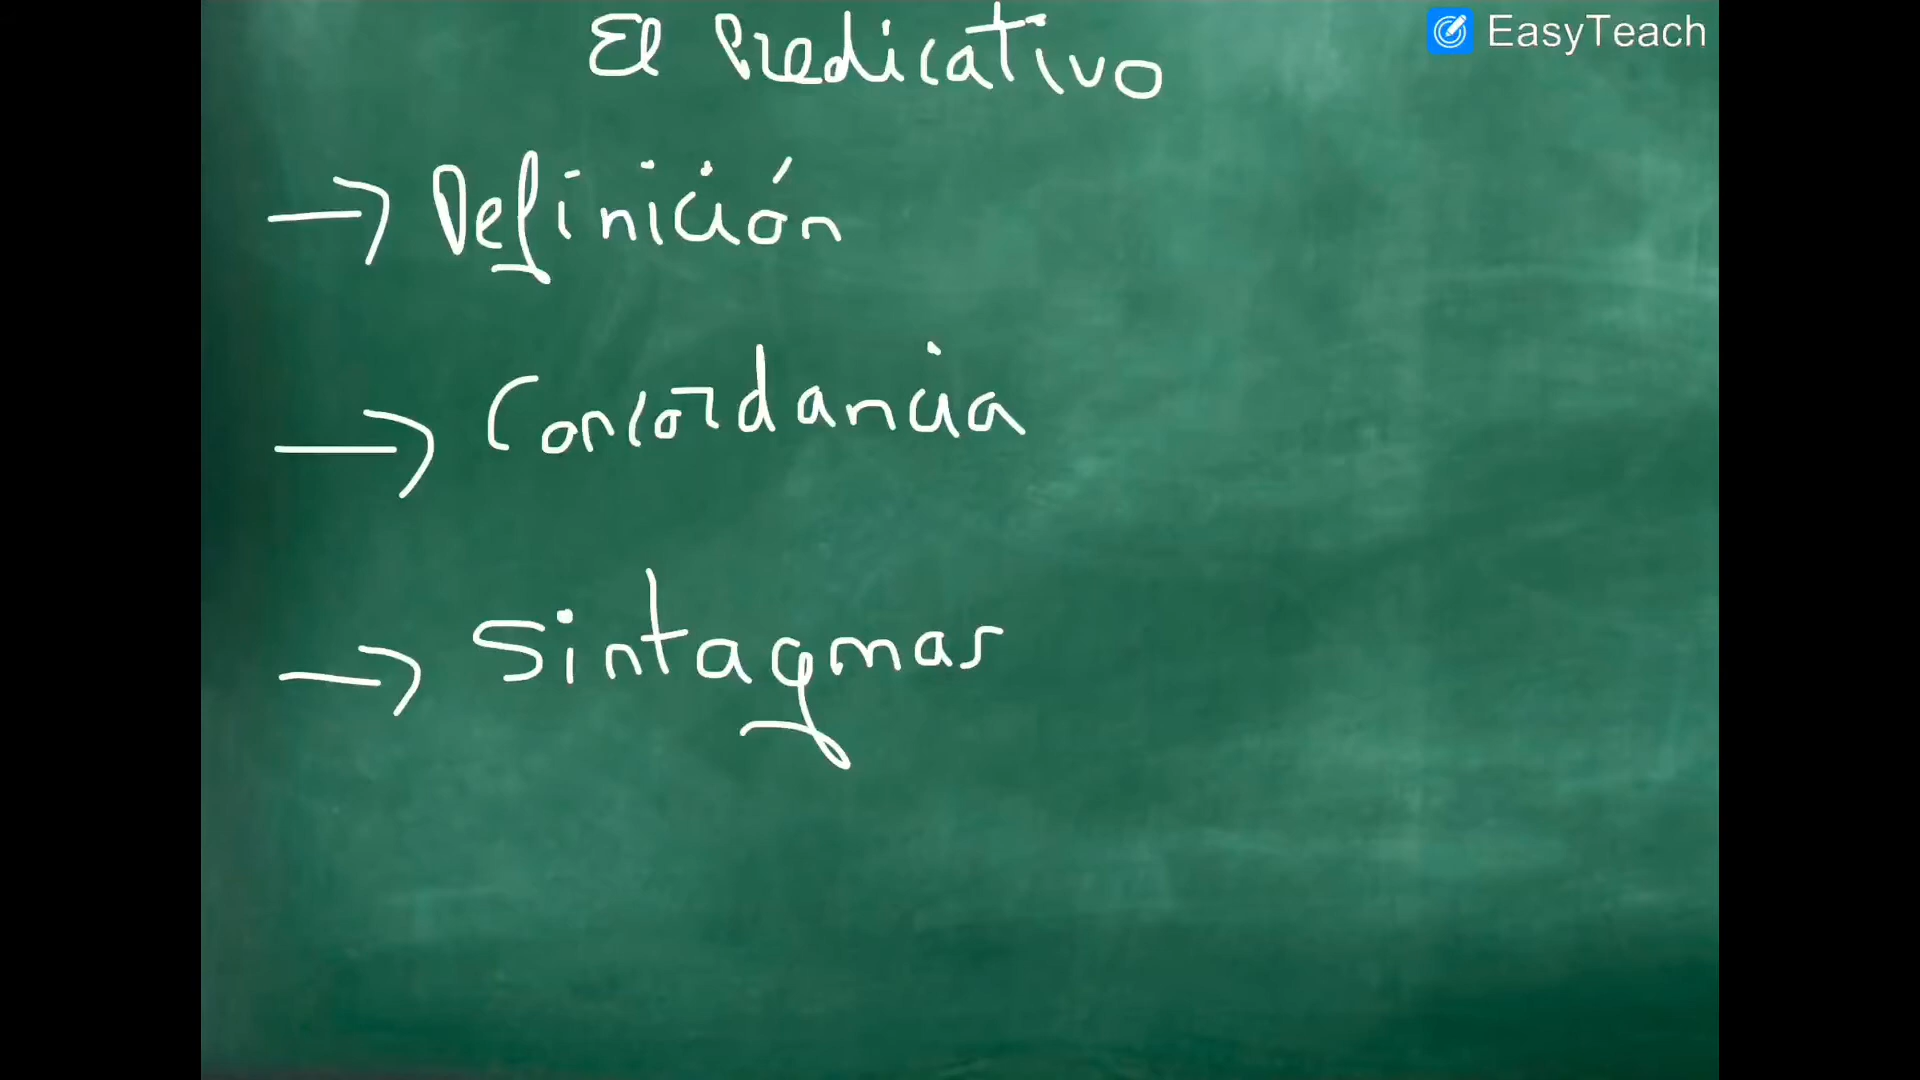 El Predicativo
EasyTeach
→ Definición
→ Concordancia
→ Sintagmas